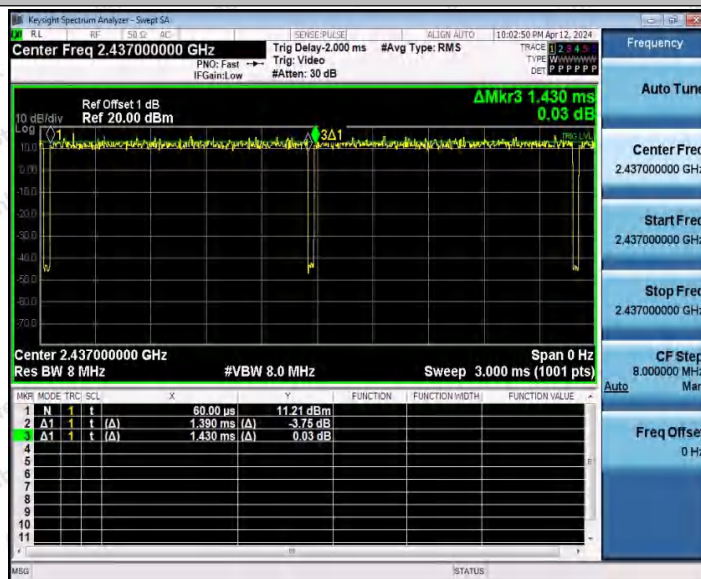 Keysight Spectrum Analyzer - Swept SA
RL RF 50 Ω AC SENSE:PULSE ALIGN AUTO 10:02:50 PM Apr 12, 2024
Center Freq 2.437000000 GHz
PNO: Fast
IFGain:Low
Trig Delay-2.000 ms
Trig: Video
#Atten: 30 dB
#Avg Type: RMS
TRACE 1 2 3 4 5 6
TYPE WWWWWW
DET P P P P P P
Ref Offset 1 dB
10 dB/div Ref 20.00 dBm
ΔMkr3 1.430 ms
0.03 dB
Log
1
3Δ1
TRIG LVL
10.0
0.00
-10.0
-20.0
-30.0
-40.0
-50.0
-60.0
-70.0
Center 2.437000000 GHz Span 0 Hz
Res BW 8 MHz #VBW 8.0 MHz Sweep 3.000 ms (1001 pts)
MKR MODE TRC SCL X Y FUNCTION FUNCTION WIDTH FUNCTION VALUE
1 N 1 t 60.00 µs 11.21 dBm
2 Δ1 1 t (Δ) 1.390 ms (Δ) -3.75 dB
3 Δ1 1 t (Δ) 1.430 ms (Δ) 0.03 dB
4
5
6
7
8
9
10
11
MSG STATUS
Frequency
Auto Tune
Center Freq
2.437000000 GHz
Start Freq
2.437000000 GHz
Stop Freq
2.437000000 GHz
CF Step
8.000000 MHz
Auto Man
Freq Offset
0 Hz